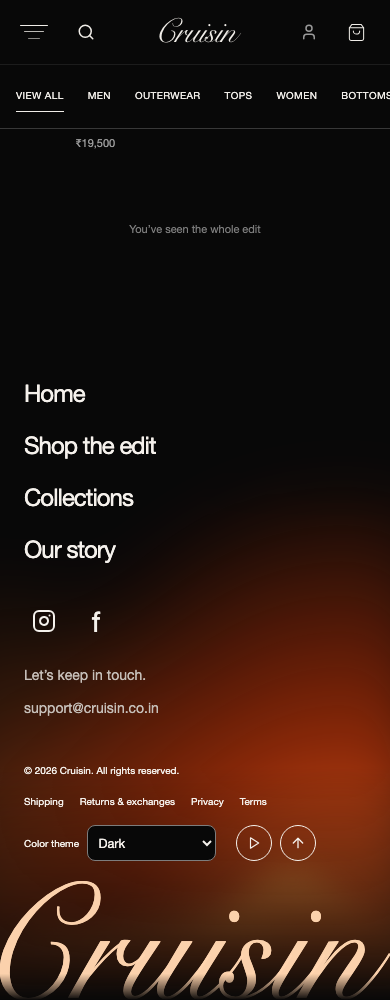 Cruisin
VIEW ALL MEN OUTERWEAR TOPS WOMEN BOTTOMS
₹19,500
You've seen the whole edit
Home
Shop the edit
Collections
Our story
f
Let's keep in touch.
support@cruisin.co.in
© 2026 Cruisin. All rights reserved.
Shipping Returns & exchanges Privacy Terms
Color theme Dark
Cruisin